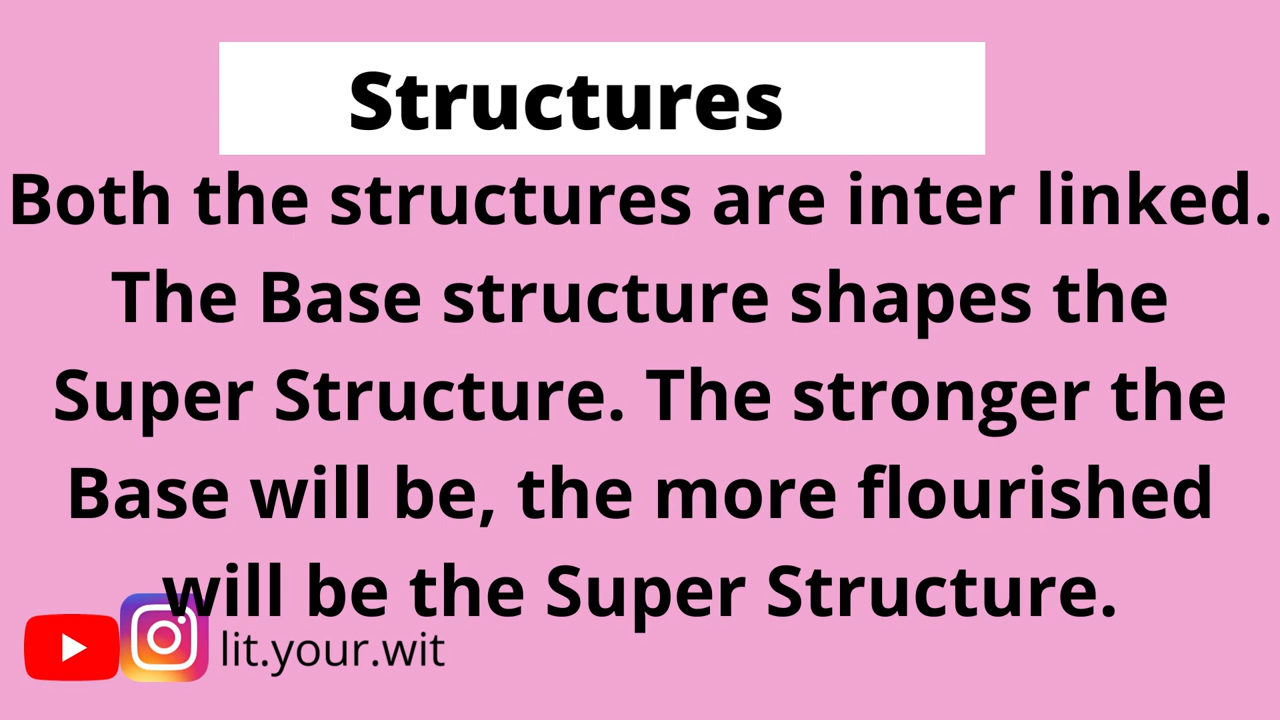 Structures
Both the structures are inter linked.
The Base structure shapes the
Super Structure. The stronger the
Base will be, the more flourished
will be the Super Structure.
lit.your.wit